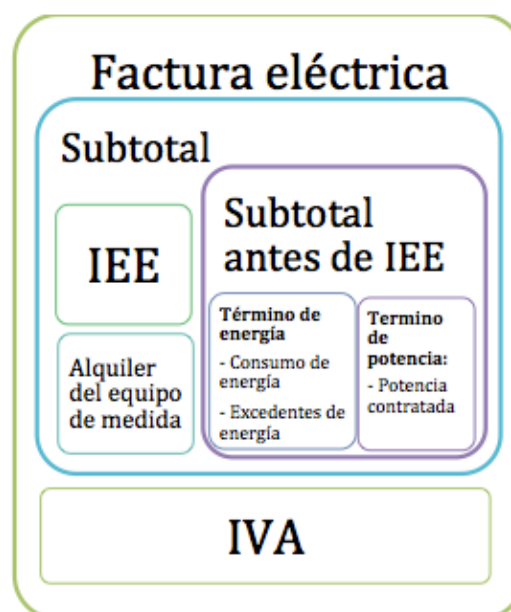 Factura eléctrica
Subtotal
IEE
Alquiler
del equipo
de medida
Subtotal
antes de IEE
Término de
energía
- Consumo de
energía
- Excedentes de
energía
Termino
de
potencia:
- Potencia
contratada
IVA